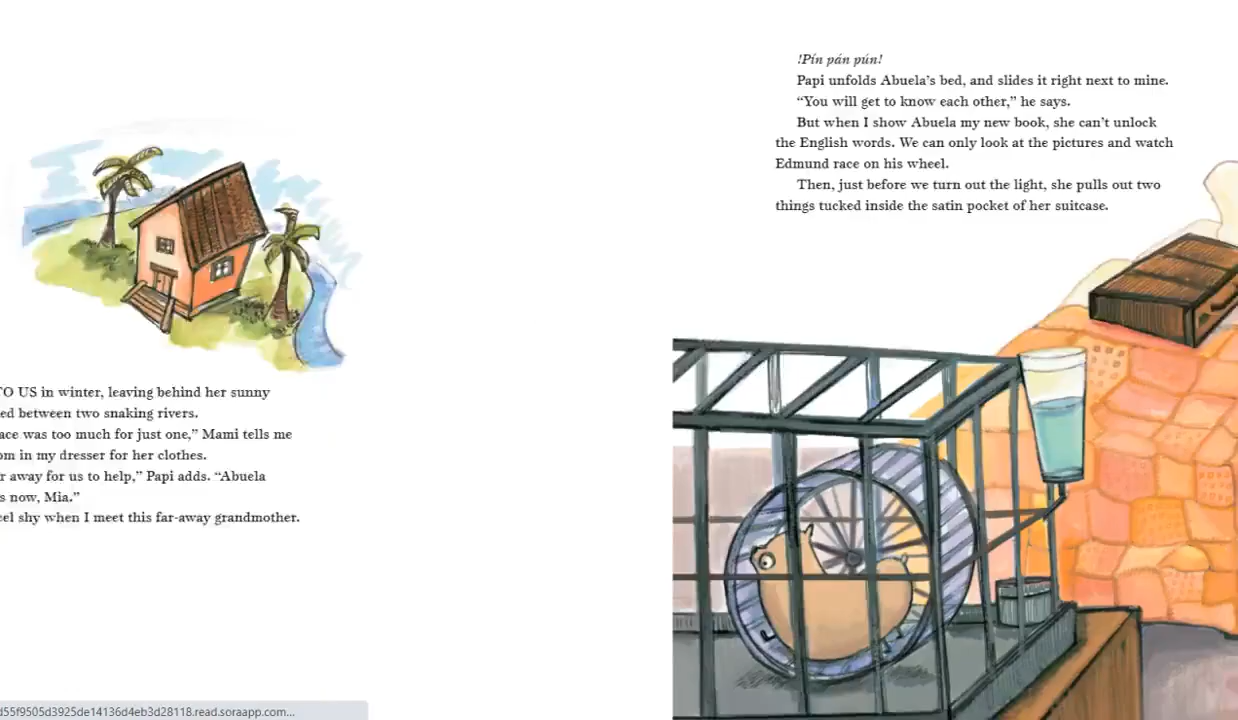 TO US in winter, leaving behind her sunny
ed between two snaking rivers.
ace was too much for just one,” Mami tells me
om in my dresser for her clothes.
r away for us to help,” Papi adds. “Abuela
s now, Mia.”
eel shy when I meet this far-away grandmother.
!Pín pán pún!
Papi unfolds Abuela’s bed, and slides it right next to mine.
“You will get to know each other,” he says.
But when I show Abuela my new book, she can’t unlock
the English words. We can only look at the pictures and watch
Edmund race on his wheel.
Then, just before we turn out the light, she pulls out two
things tucked inside the satin pocket of her suitcase.
d55f9505d3925de14136d4eb3d28118.read.soraapp.com...